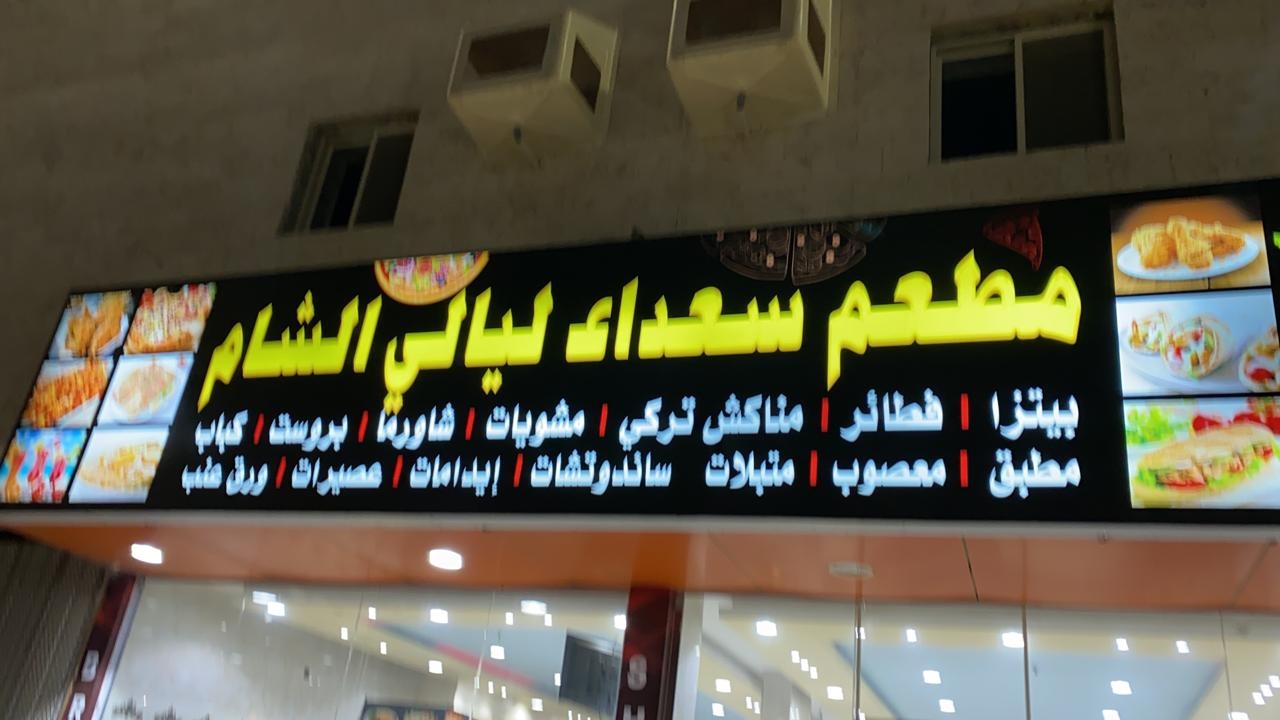 مطعم سعداء ليالي الشام
بيتزا | فطائر | مناكش تركي | مشويات | شاورما | بروست | كباب
مطبق | معصوب | متبلات ساندوتشات | إيدامات | عصيرات | ورق عنب